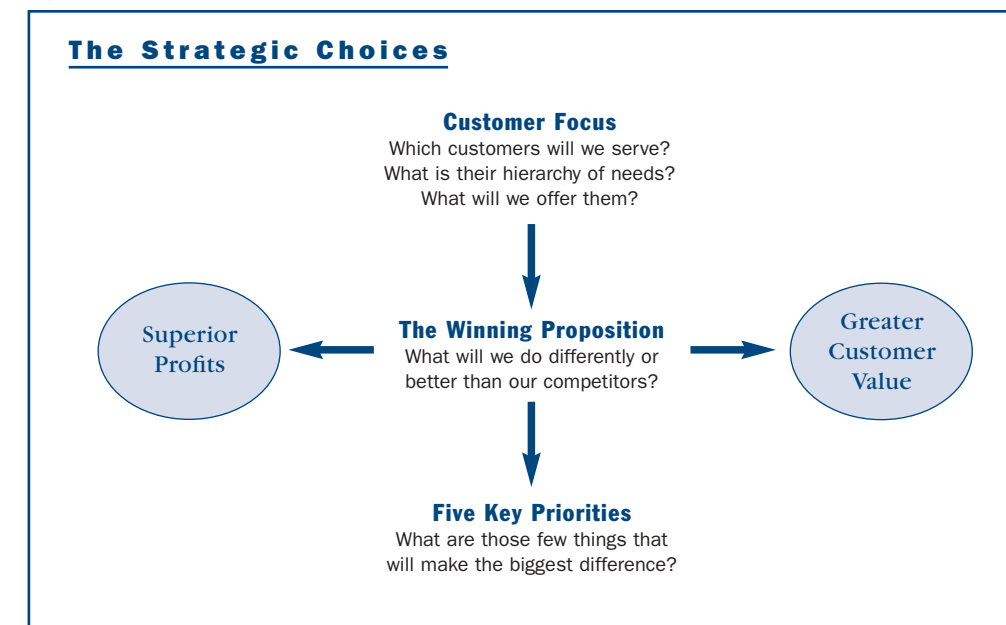 The Strategic Choices
Customer Focus
Which customers will we serve?
What is their hierarchy of needs?
What will we offer them?
Superior
Profits
The Winning Proposition
What will we do differently or
better than our competitors?
Greater
Customer
Value
Five Key Priorities
What are those few things that
will make the biggest difference?